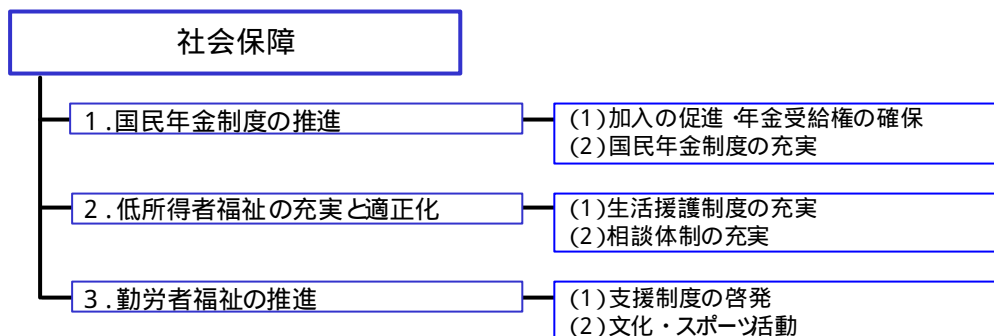 社会保障
1.国民年金制度の推進
(1)加入の促進・年金受給権の確保
(2)国民年金制度の充実
2.低所得者福祉の充実と適正化
(1)生活援護制度の充実
(2)相談体制の充実
3.勤労者福祉の推進
(1)支援制度の啓発
(2)文化・スポーツ活動